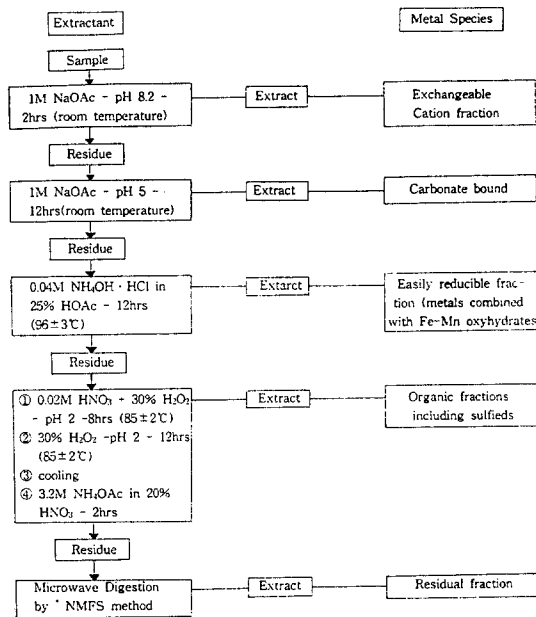 Extractant
Metal Species
Sample
1M NaOAc - pH 8.2 -
2hrs (room temperature)
Extract
Exchangeable
Cation fraction
Residue
1M NaOAc - pH 5 -
12hrs(room temperature)
Extract
Carbonate bound
Residue
0.04M NH₄OH · HCl in
25% HOAc - 12hrs
(96±3℃)
Extarct
Easily reducible frac-
tion (metals combined
with Fe-Mn oxyhydrates
Residue
① 0.02M HNO₃ + 30% H₂O₂
- pH 2 -8hrs (85±2℃)
② 30% H₂O₂ -pH 2 - 12hrs
(85±2℃)
③ cooling
④ 3.2M NH₄OAc in 20%
HNO₃ - 2hrs
Extract
Organic fractions
including sulfieds
Residue
Microwave Digestion
by * NMFS method
Extract
Residual fraction